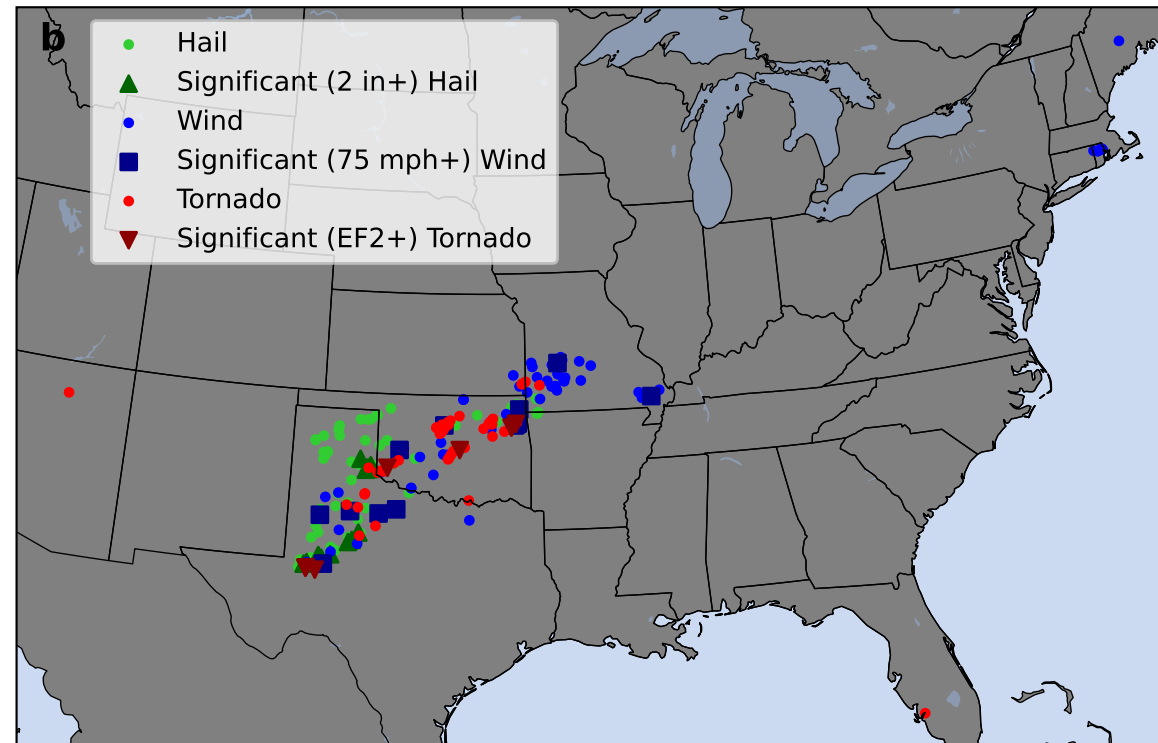 b
Hail
Significant (2 in+) Hail
Wind
Significant (75 mph+) Wind
Tornado
Significant (EF2+) Tornado